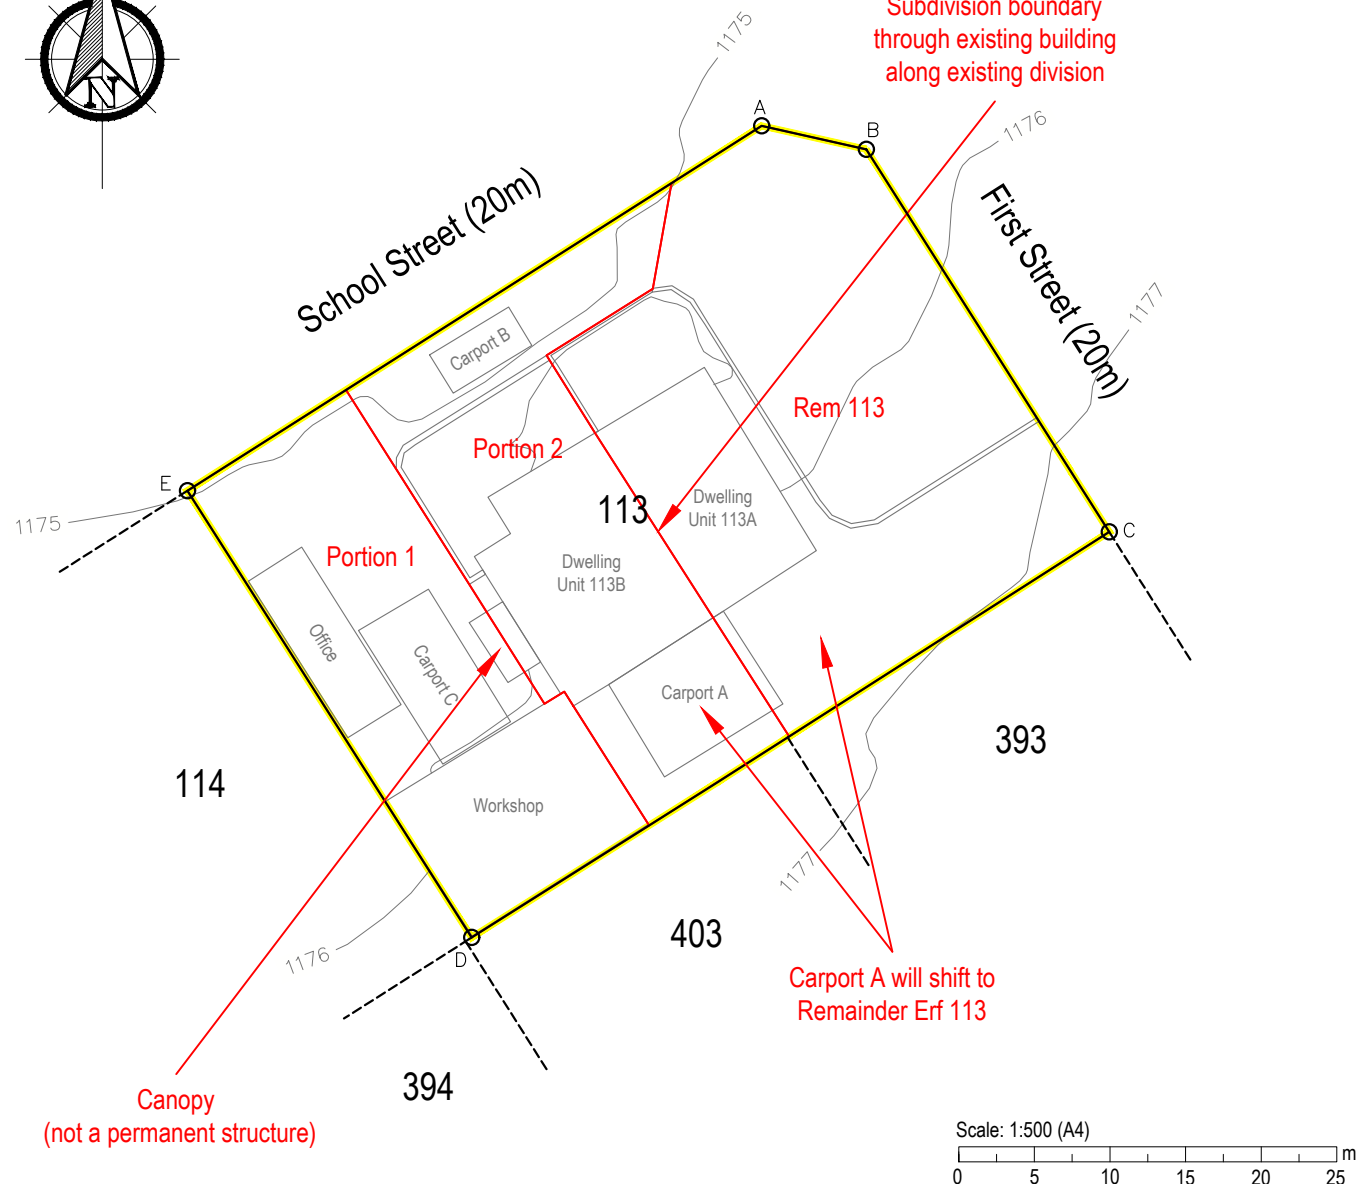 N
1175
Subdivision boundary
through existing building
along existing division
A
B
1176
School Street (20m)
First Street (20m)
1177
Carport B
Rem 113
Portion 2
E
113
Dwelling
Unit 113A
1175
C
Portion 1
Dwelling
Unit 113B
Office
Carport C
Carport A
393
114
Workshop
1177
403
1176
D
Carport A will shift to
Remainder Erf 113
394
Canopy
(not a permanent structure)
Scale: 1:500 (A4)
m
0 5 10 15 20 25